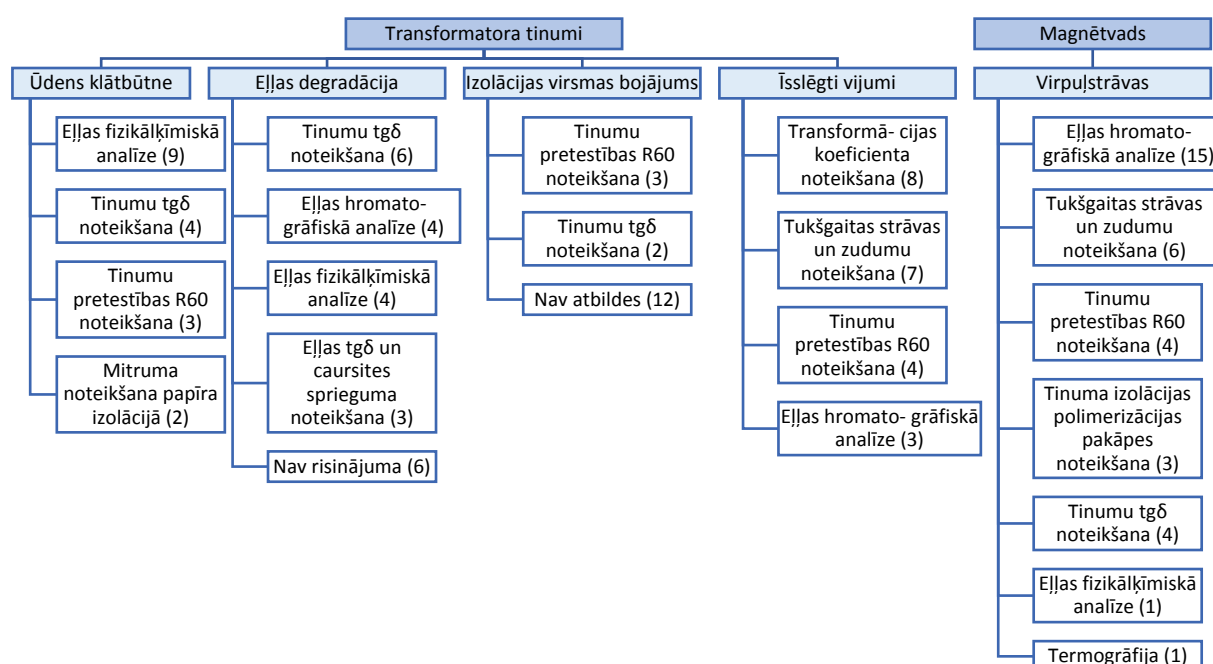 Transformatora tinumi
Ūdens klātbūtne
Eļļas fizikālķīmiskā
analīze (9)
Tinumu tgδ
noteikšana (4)
Tinumu
pretestības R60
noteikšana (3)
Mitruma
noteikšana papīra
izolācijā (2)
Eļļas degradācija
Tinumu tgδ
noteikšana (6)
Eļļas hromato-
grāfiskā analīze (4)
Eļļas fizikālķīmiskā
analīze (4)
Eļļas tgδ un
caursites
sprieguma
noteikšana (3)
Nav risinājuma (6)
Izolācijas virsmas bojājums
Tinumu
pretestības R60
noteikšana (3)
Tinumu tgδ
noteikšana (2)
Nav atbildes (12)
Īsslēgti vijumi
Transformā- cijas
koeficienta
noteikšana (8)
Tukšgaitas strāvas
un zudumu
noteikšana (7)
Tinumu
pretestības R60
noteikšana (4)
Eļļas hromato- grāfiskā
analīze (3)
Magnētvads
Virpuļstrāvas
Eļļas hromato-
grāfiskā analīze (15)
Tukšgaitas strāvas
un zudumu
noteikšana (6)
Tinumu
pretestības R60
noteikšana (4)
Tinuma izolācijas
polimerizācijas
pakāpes
noteikšana (3)
Tinumu tgδ
noteikšana (4)
Eļļas fizikālķīmiskā
analīze (1)
Termogrāfija (1)